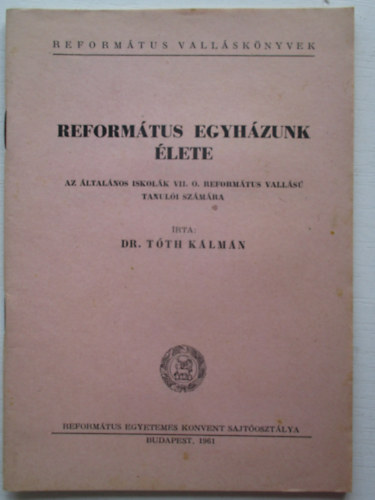 REFORMÁTUS VALLÁSKÖNYVEK
REFORMÁTUS EGYHÁZUNK
ÉLETE
AZ ÁLTALÁNOS ISKOLÁK VII. O. REFORMÁTUS VALLÁSÚ
TANULÓI SZÁMÁRA
ÍRTA:
DR. TÓTH KÁLMÁN
REFORMÁTUS EGYETEMES KONVENT SAJTÓOSZTÁLYA
BUDAPEST, 1961